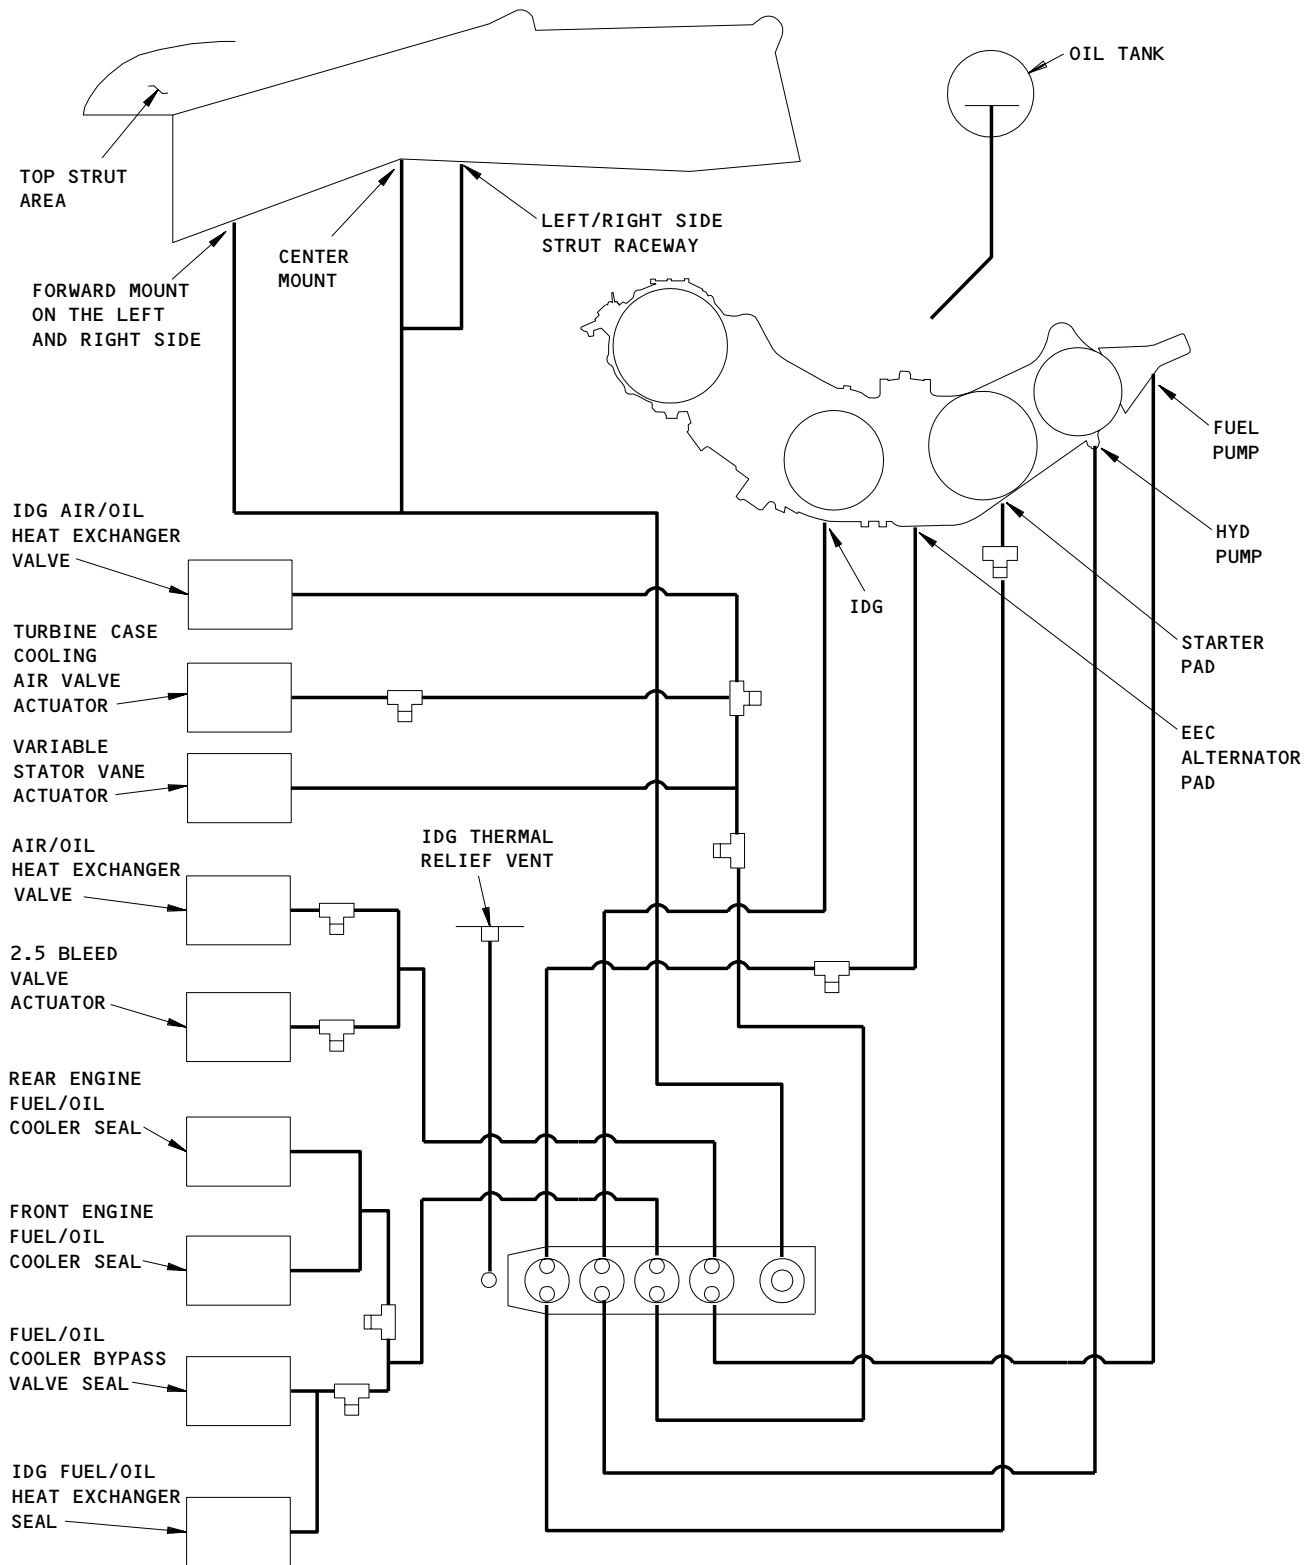 OIL TANK
TOP STRUT
AREA
LEFT/RIGHT SIDE
STRUT RACEWAY
CENTER
MOUNT
FORWARD MOUNT
ON THE LEFT
AND RIGHT SIDE
FUEL
PUMP
HYD
PUMP
IDG
STARTER
PAD
EEC
ALTERNATOR
PAD
IDG AIR/OIL
HEAT EXCHANGER
VALVE
TURBINE CASE
COOLING
AIR VALVE
ACTUATOR
VARIABLE
STATOR VANE
ACTUATOR
IDG THERMAL
RELIEF VENT
AIR/OIL
HEAT EXCHANGER
VALVE
2.5 BLEED
VALVE
ACTUATOR
REAR ENGINE
FUEL/OIL
COOLER SEAL
FRONT ENGINE
FUEL/OIL
COOLER SEAL
FUEL/OIL
COOLER BYPASS
VALVE SEAL
IDG FUEL/OIL
HEAT EXCHANGER
SEAL